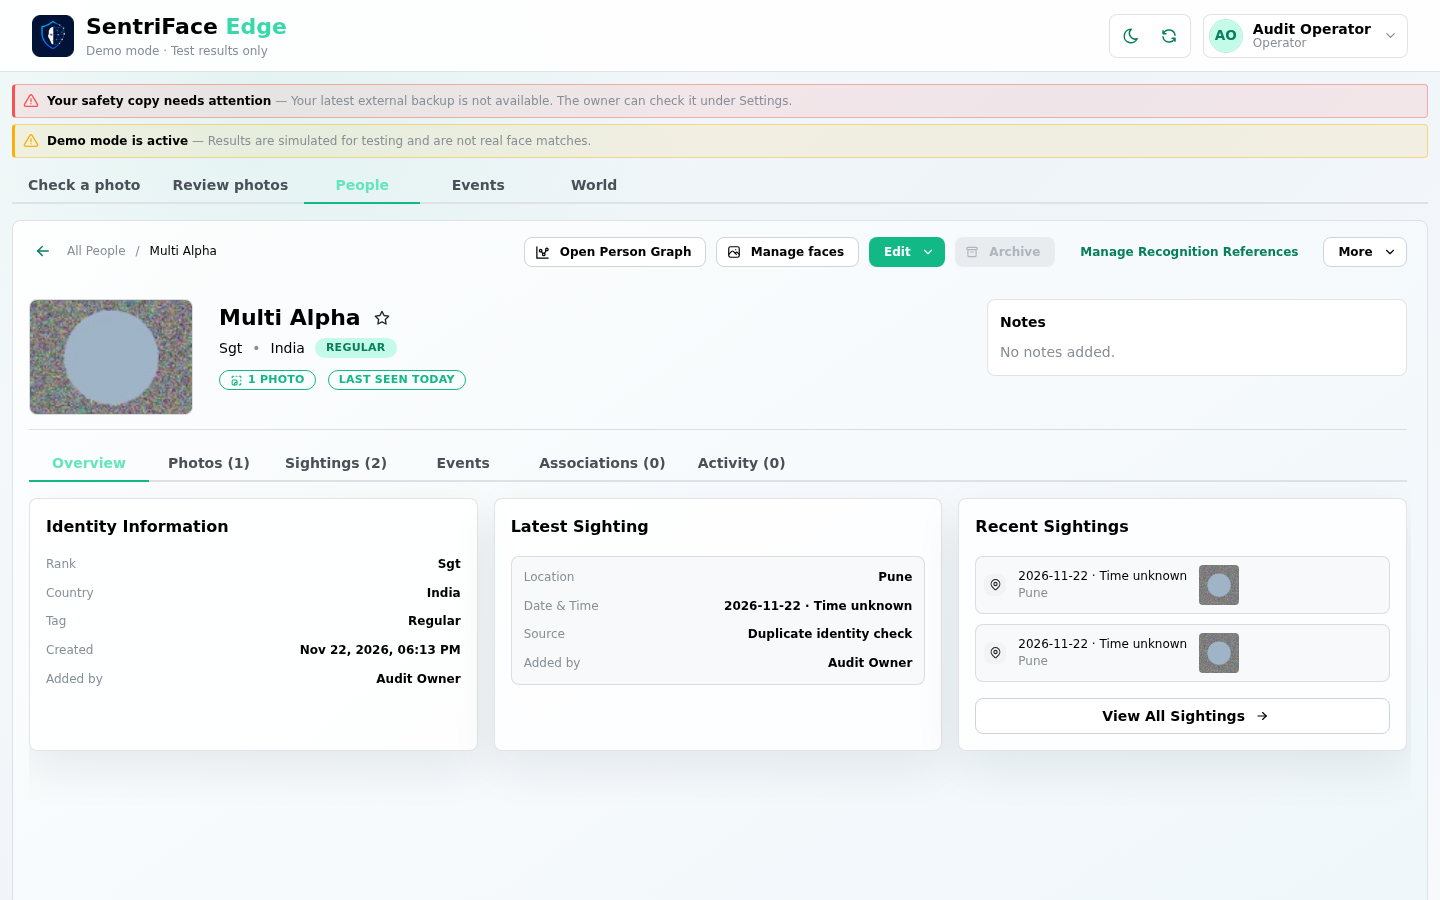 SentriFace Edge
Demo mode · Test results only
AO
Audit Operator
Operator
Your safety copy needs attention — Your latest external backup is not available. The owner can check it under Settings.
Demo mode is active — Results are simulated for testing and are not real face matches.
Check a photo
Review photos
People
Events
World
All People / Multi Alpha
Open Person Graph
Manage faces
Edit
Archive
Manage Recognition References
More
Multi Alpha
Sgt • India REGULAR
1 PHOTO
LAST SEEN TODAY
Notes
No notes added.
Overview
Photos (1)
Sightings (2)
Events
Associations (0)
Activity (0)
Identity Information
Rank Sgt
Country India
Tag Regular
Created Nov 22, 2026, 06:13 PM
Added by Audit Owner
Latest Sighting
Location Pune
Date & Time 2026-11-22 · Time unknown
Source Duplicate identity check
Added by Audit Owner
Recent Sightings
2026-11-22 · Time unknown
Pune
2026-11-22 · Time unknown
Pune
View All Sightings